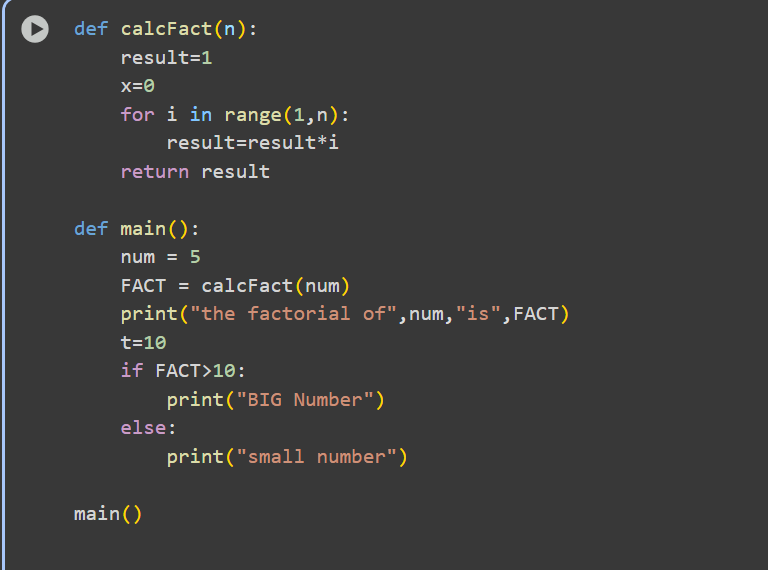 def calcFact(n):
    result=1
    x=0
    for i in range(1,n):
        result=result*i
    return result

def main():
    num = 5
    FACT = calcFact(num)
    print("the factorial of",num,"is",FACT)
    t=10
    if FACT>10:
        print("BIG Number")
    else:
        print("small number")

main()